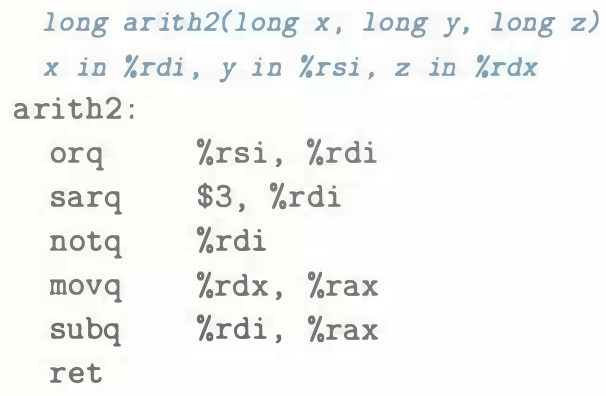 long arith2(long x, long y, long z)
x in %rdi, y in %rsi, z in %rdx
arith2:
orq %rsi, %rdi
sarq $3, %rdi
notq %rdi
movq %rdx, %rax
subq %rdi, %rax
ret